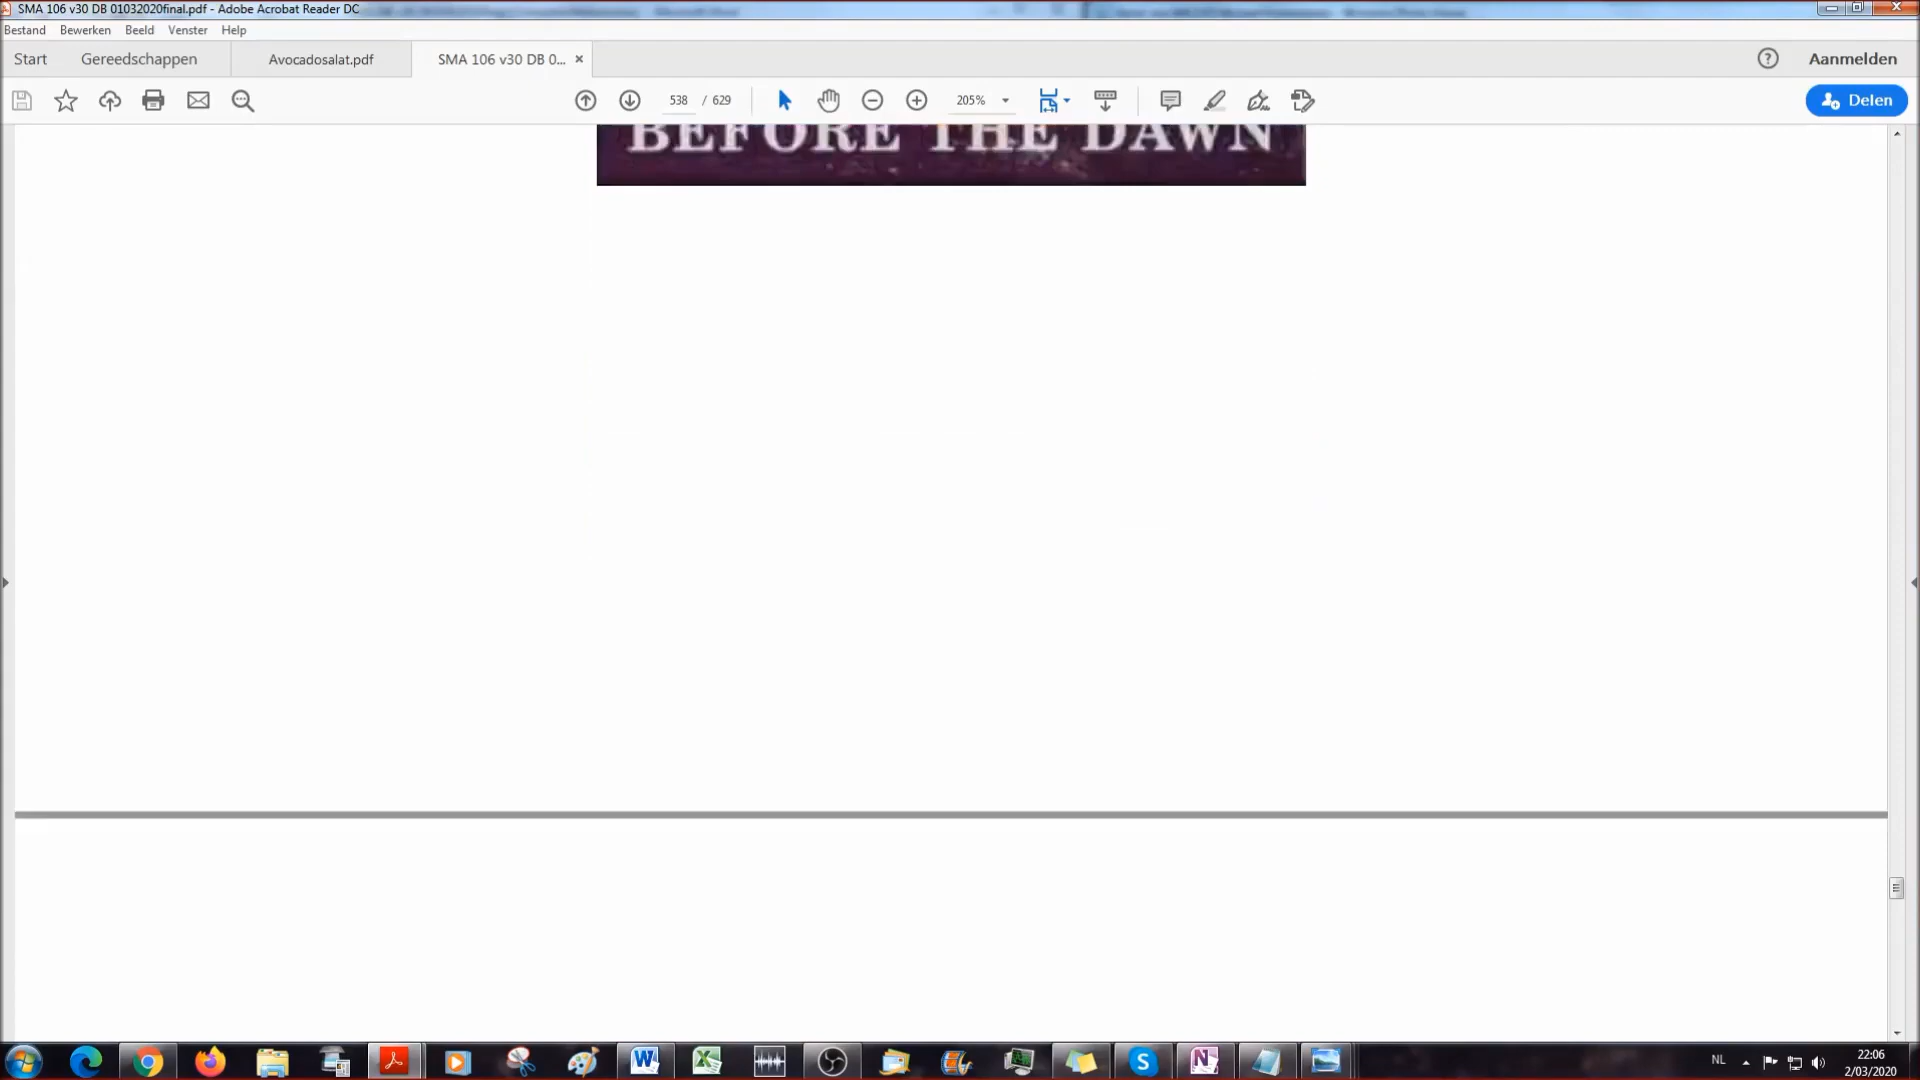 SMA 106 v30 DB 01032020final.pdf - Adobe Acrobat Reader DC
Bestand Bewerken Beeld Venster Help
Start Gereedschappen Avocadosalat.pdf SMA 106 v30 DB 0... Aanmelden
538 / 629 205% Delen
BEFORE THE DAWN
NL 22:06
2/03/2020